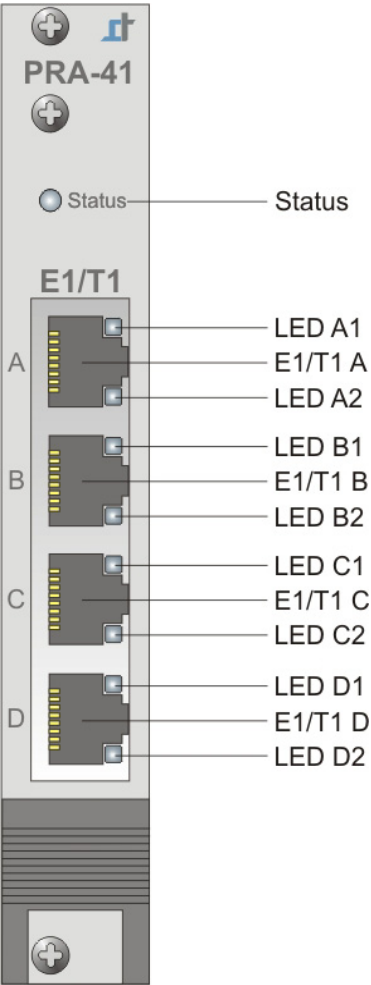 PRA-41
Status Status
E1/T1
LED A1
A E1/T1 A
LED A2
LED B1
B E1/T1 B
LED B2
LED C1
C E1/T1 C
LED C2
LED D1
D E1/T1 D
LED D2